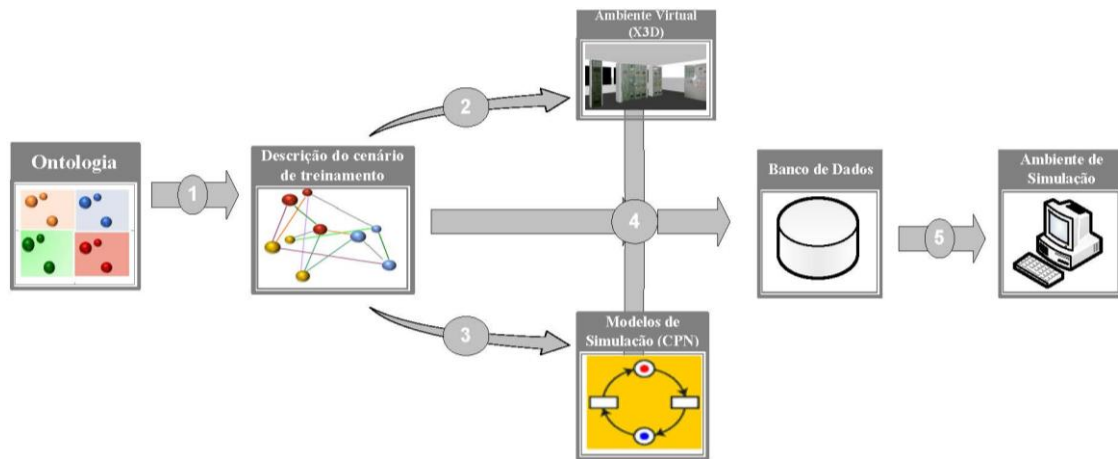 Ambiente Virtual
(X3D)
2
Ontologia
1
Descrição do cenário
de treinamento
4
Banco de Dados
5
Ambiente de
Simulação
3
Modelos de
Simulação (CPN)